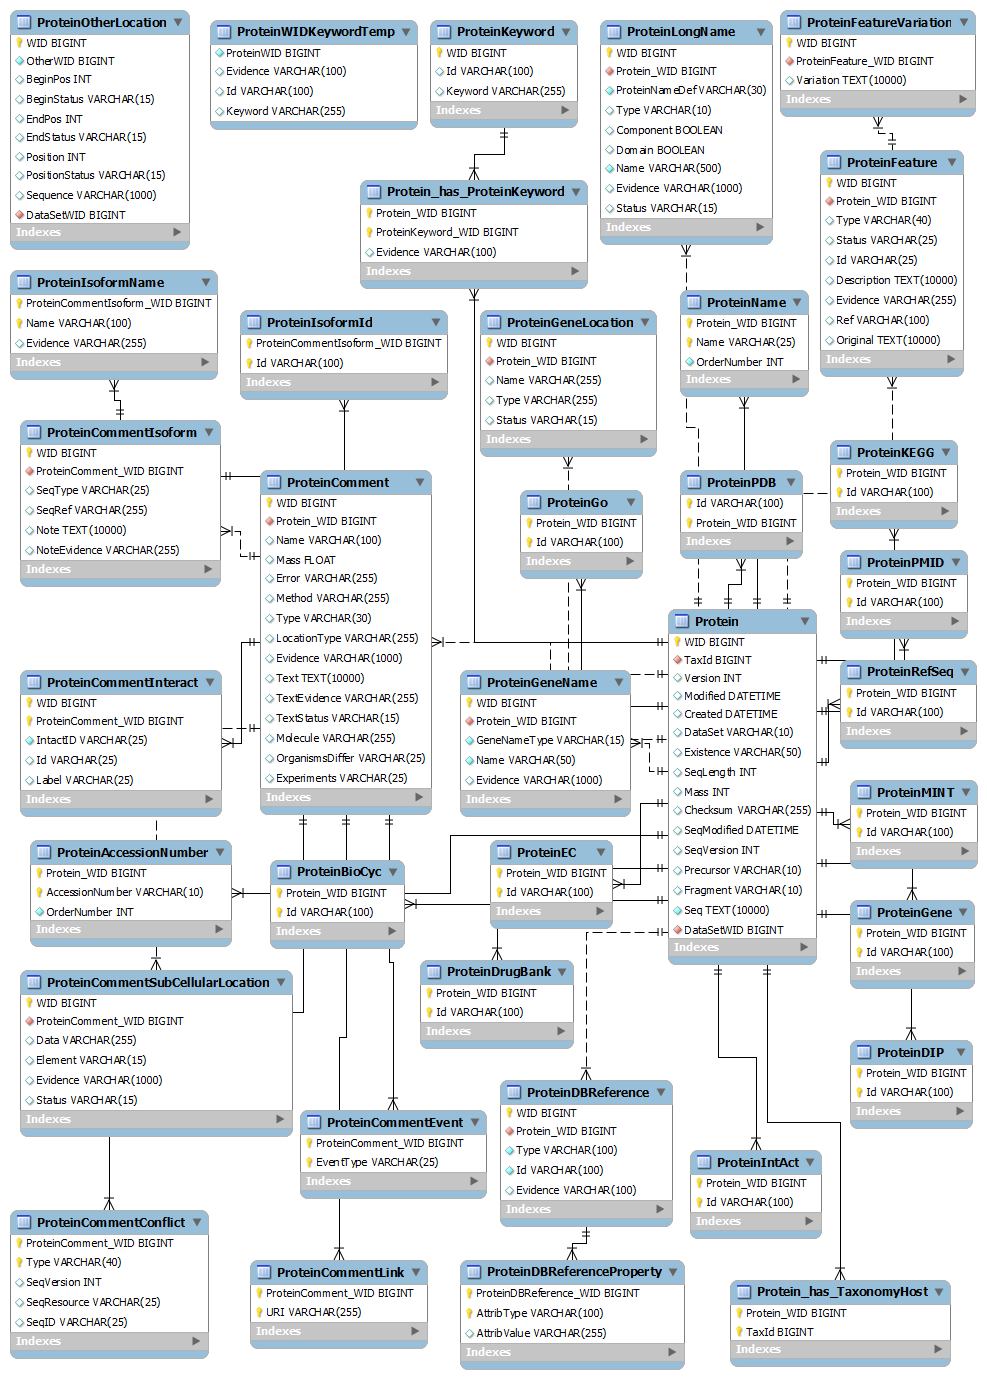 ProteinOtherLocation
WID BIGINT
OtherWID BIGINT
BeginPos INT
BeginStatus VARCHAR(15)
EndPos INT
EndStatus VARCHAR(15)
Position INT
PositionStatus VARCHAR(15)
Sequence VARCHAR(1000)
DataSetWID BIGINT
Indexes
ProteinWIDKeywordTemp
ProteinWID BIGINT
Evidence VARCHAR(100)
Id VARCHAR(100)
Keyword VARCHAR(255)
ProteinKeyword
WID BIGINT
Id VARCHAR(100)
Keyword VARCHAR(255)
Indexes
ProteinLongName
WID BIGINT
Protein_WID BIGINT
ProteinNameDef VARCHAR(30)
Type VARCHAR(10)
Component BOOLEAN
Domain BOOLEAN
Name VARCHAR(500)
Evidence VARCHAR(1000)
Status VARCHAR(15)
Indexes
ProteinFeatureVariation
WID BIGINT
ProteinFeature_WID BIGINT
Variation TEXT(10000)
Indexes
Protein_has_ProteinKeyword
Protein_WID BIGINT
ProteinKeyword_WID BIGINT
Evidence VARCHAR(100)
Indexes
ProteinFeature
WID BIGINT
Protein_WID BIGINT
Type VARCHAR(40)
Status VARCHAR(25)
Id VARCHAR(25)
Description TEXT(10000)
Evidence VARCHAR(255)
Ref VARCHAR(100)
Original TEXT(10000)
Indexes
ProteinIsoformName
ProteinCommentIsoform_WID BIGINT
Name VARCHAR(100)
Evidence VARCHAR(255)
Indexes
ProteinIsoformId
ProteinCommentIsoform_WID BIGINT
Id VARCHAR(100)
Indexes
ProteinGeneLocation
WID BIGINT
Protein_WID BIGINT
Name VARCHAR(255)
Type VARCHAR(255)
Status VARCHAR(15)
Indexes
ProteinName
Protein_WID BIGINT
Name VARCHAR(25)
OrderNumber INT
Indexes
ProteinCommentIsoform
WID BIGINT
ProteinComment_WID BIGINT
SeqType VARCHAR(25)
SeqRef VARCHAR(255)
Note TEXT(10000)
NoteEvidence VARCHAR(255)
Indexes
ProteinComment
WID BIGINT
Protein_WID BIGINT
Name VARCHAR(100)
Mass FLOAT
Error VARCHAR(255)
Method VARCHAR(255)
Type VARCHAR(30)
LocationType VARCHAR(255)
Evidence VARCHAR(1000)
Text TEXT(10000)
TextEvidence VARCHAR(255)
TextStatus VARCHAR(15)
Molecule VARCHAR(255)
OrganismsDiffer VARCHAR(25)
Experiments VARCHAR(25)
Indexes
ProteinGo
Protein_WID BIGINT
Id VARCHAR(100)
Indexes
ProteinPDB
Id VARCHAR(100)
Protein_WID BIGINT
Indexes
ProteinKEGG
Protein_WID BIGINT
Id VARCHAR(100)
Indexes
ProteinPMID
Protein_WID BIGINT
Id VARCHAR(100)
Indexes
Protein
WID BIGINT
TaxId BIGINT
Version INT
Modified DATETIME
Created DATETIME
DataSet VARCHAR(10)
Existence VARCHAR(50)
SeqLength INT
Mass INT
Checksum VARCHAR(255)
SeqModified DATETIME
SeqVersion INT
Precursor VARCHAR(10)
Fragment VARCHAR(10)
Seq TEXT(10000)
DataSetWID BIGINT
Indexes
ProteinRefSeq
Protein_WID BIGINT
Id VARCHAR(100)
Indexes
ProteinCommentInteract
WID BIGINT
ProteinComment_WID BIGINT
IntactID VARCHAR(25)
Id VARCHAR(25)
Label VARCHAR(25)
Indexes
ProteinGeneName
WID BIGINT
Protein_WID BIGINT
GeneNameType VARCHAR(15)
Name VARCHAR(50)
Evidence VARCHAR(1000)
Indexes
ProteinMINT
Protein_WID BIGINT
Id VARCHAR(100)
Indexes
ProteinAccessionNumber
Protein_WID BIGINT
AccessionNumber VARCHAR(10)
OrderNumber INT
Indexes
ProteinBioCyc
Protein_WID BIGINT
Id VARCHAR(100)
Indexes
ProteinEC
Protein_WID BIGINT
Id VARCHAR(100)
Indexes
ProteinGene
Protein_WID BIGINT
Id VARCHAR(100)
Indexes
ProteinCommentSubCellularLocation
WID BIGINT
ProteinComment_WID BIGINT
Data VARCHAR(255)
Element VARCHAR(15)
Evidence VARCHAR(1000)
Status VARCHAR(15)
Indexes
ProteinDrugBank
Protein_WID BIGINT
Id VARCHAR(100)
Indexes
ProteinDIP
Protein_WID BIGINT
Id VARCHAR(100)
Indexes
ProteinCommentEvent
ProteinComment_WID BIGINT
EventType VARCHAR(25)
Indexes
ProteinDBReference
WID BIGINT
Protein_WID BIGINT
Type VARCHAR(100)
Id VARCHAR(100)
Evidence VARCHAR(100)
Indexes
ProteinIntAct
Protein_WID BIGINT
Id VARCHAR(100)
Indexes
ProteinCommentConflict
ProteinComment_WID BIGINT
Type VARCHAR(40)
SeqVersion INT
SeqResource VARCHAR(25)
SeqID VARCHAR(25)
Indexes
ProteinCommentLink
ProteinComment_WID BIGINT
URI VARCHAR(255)
Indexes
ProteinDBReferenceProperty
ProteinDBReference_WID BIGINT
AttribType VARCHAR(100)
AttribValue VARCHAR(255)
Indexes
Protein_has_TaxonomyHost
Protein_WID BIGINT
TaxId BIGINT
Indexes